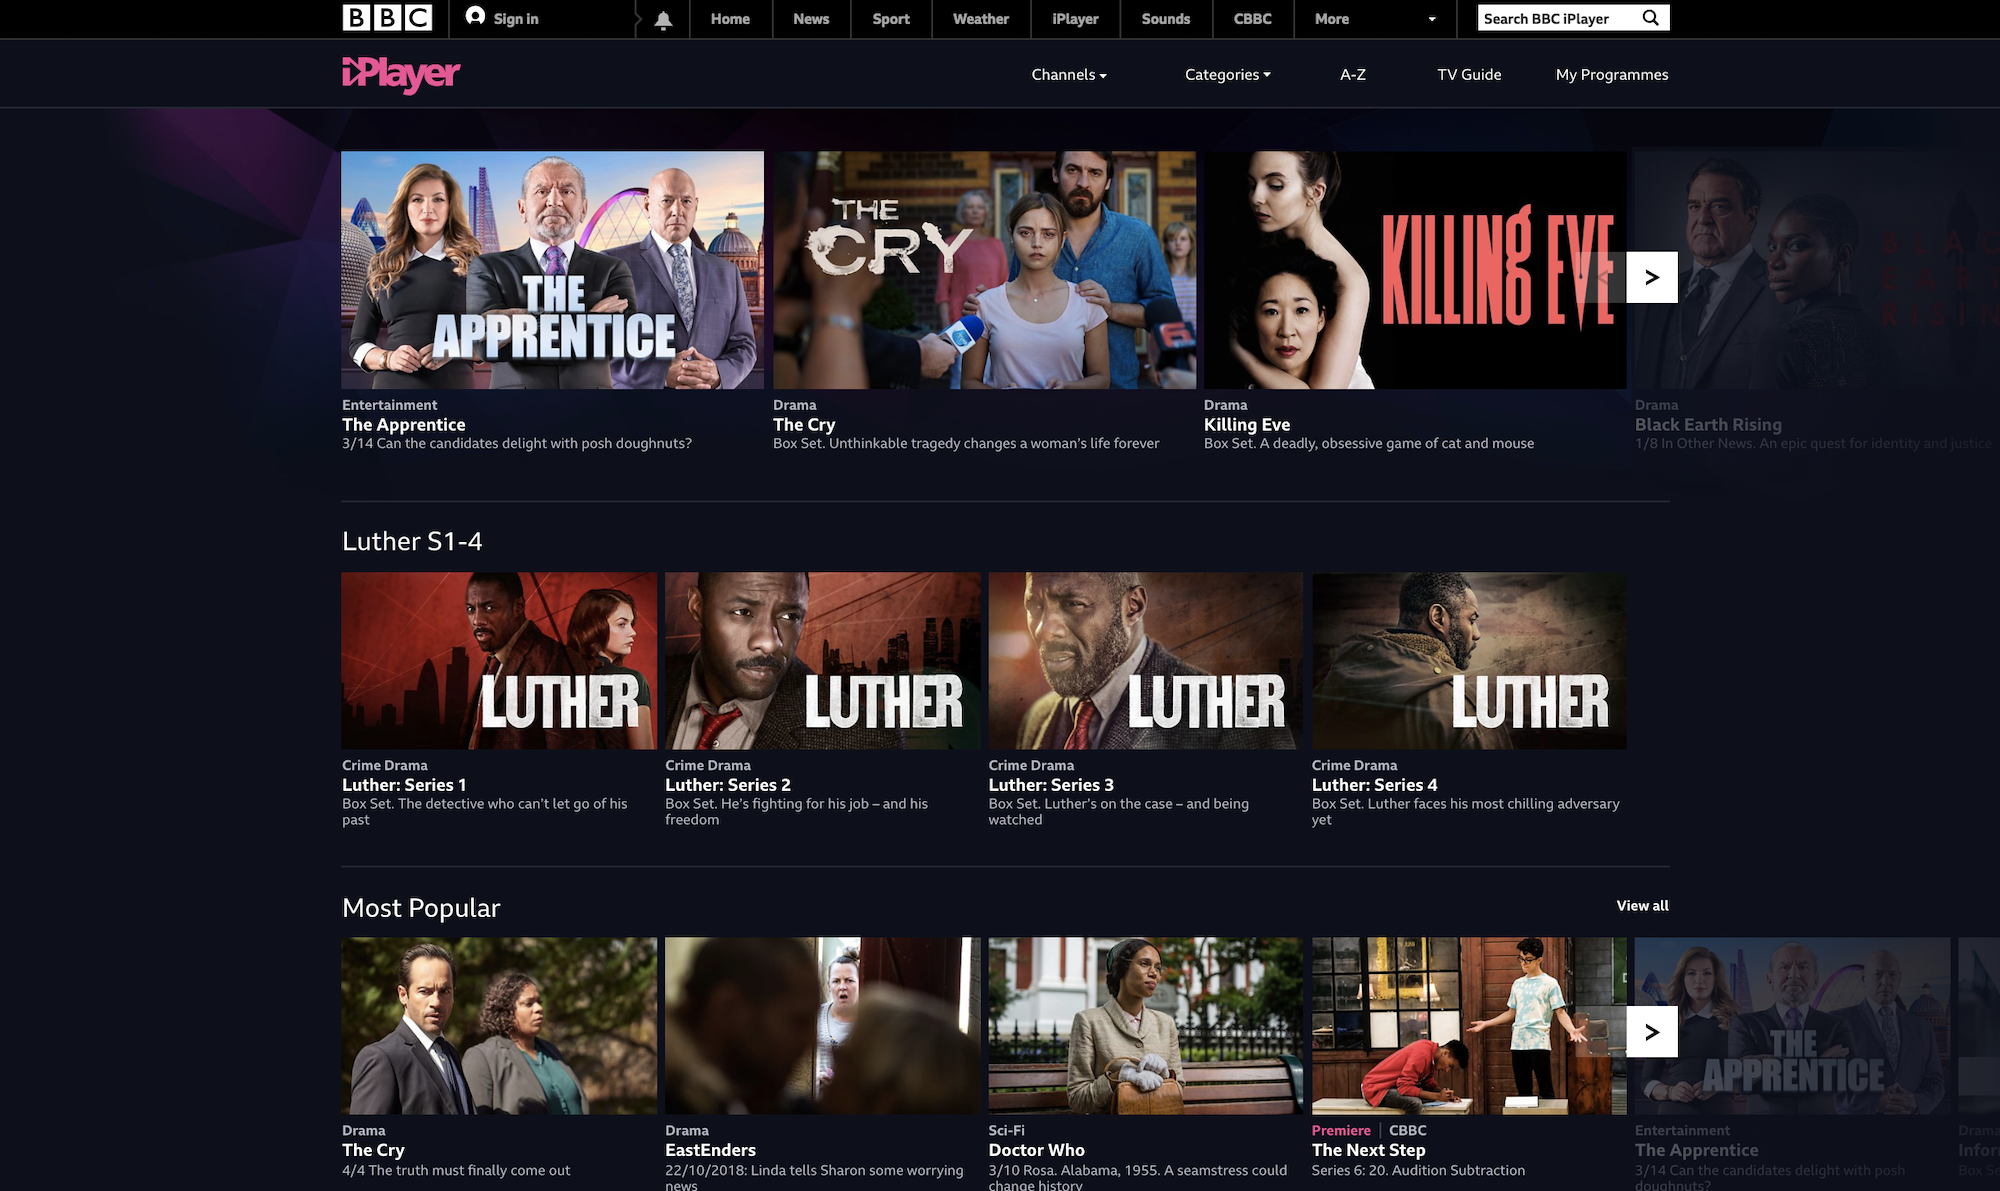 BBC
Sign in
Home
News
Sport
Weather
iPlayer
Sounds
CBBC
More
Search BBC iPlayer
iPlayer
Channels
Categories
A-Z
TV Guide
My Programmes
THE
APPRENTICE
THE
CRY
KILLING EVE
BLAC
EAR
RISIN
Entertainment
The Apprentice
3/14 Can the candidates delight with posh doughnuts?
Drama
The Cry
Box Set. Unthinkable tragedy changes a woman's life forever
Drama
Killing Eve
Box Set. A deadly, obsessive game of cat and mouse
Drama
Black Earth Rising
1/8 In Other News. An epic quest for identity and justice
Luther S1-4
LUTHER
LUTHER
LUTHER
LUTHER
Crime Drama
Luther: Series 1
Box Set. The detective who can't let go of his
past
Crime Drama
Luther: Series 2
Box Set. He's fighting for his job – and his
freedom
Crime Drama
Luther: Series 3
Box Set. Luther's on the case – and being
watched
Crime Drama
Luther: Series 4
Box Set. Luther faces his most chilling adversary
yet
Most Popular
View all
THE
APPRENTICE
Drama
The Cry
4/4 The truth must finally come out
Drama
EastEnders
22/10/2018: Linda tells Sharon some worrying
news
Sci-Fi
Doctor Who
3/10 Rosa. Alabama, 1955. A seamstress could
change history
Premiere | CBBC
The Next Step
Series 6: 20. Audition Subtraction
Entertainment
The Apprentice
3/14 Can the candidates delight with posh
doughnuts?
Drama
Infor
Box Se